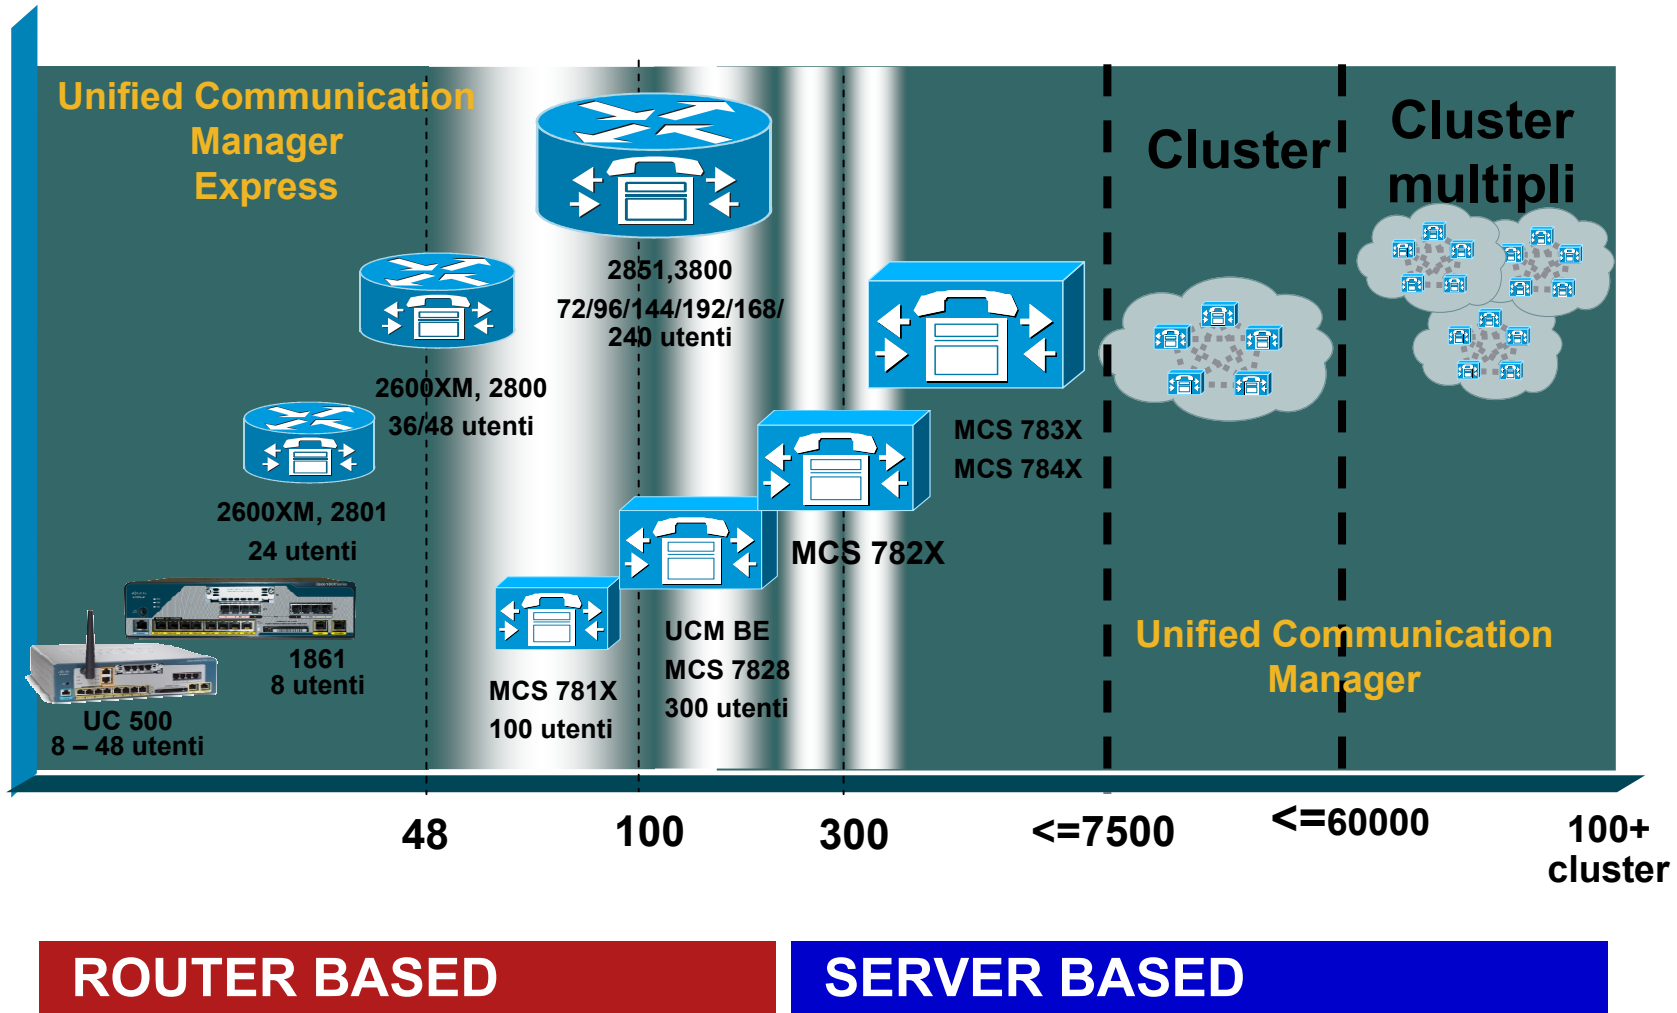 Unified Communication
Manager
Express
Cluster
Cluster
multipli
2851,3800
72/96/144/192/168/
240 utenti
2600XM, 2800
36/48 utenti
MCS 783X
MCS 784X
2600XM, 2801
24 utenti
MCS 782X
UCM BE
MCS 7828
300 utenti
Unified Communication
Manager
1861
8 utenti
MCS 781X
100 utenti
UC 500
8 – 48 utenti
48
100
300
<=7500
<=60000
100+
cluster
ROUTER BASED
SERVER BASED